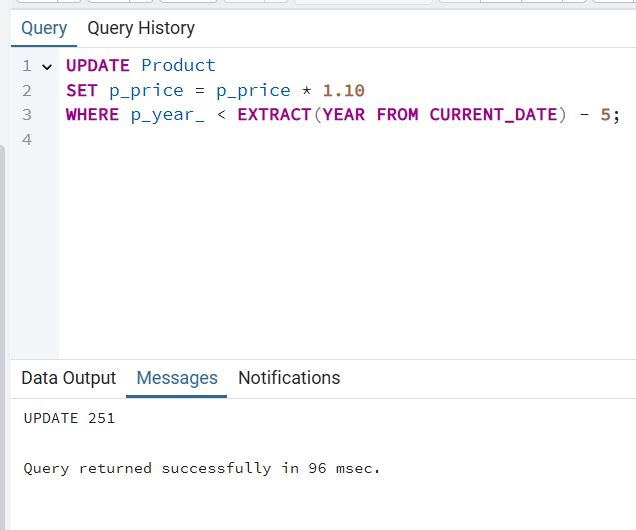 Query Query History
1 UPDATE Product
2 SET p_price = p_price * 1.10
3 WHERE p_year_ < EXTRACT(YEAR FROM CURRENT_DATE) - 5;
4
Data Output Messages Notifications
UPDATE 251
Query returned successfully in 96 msec.